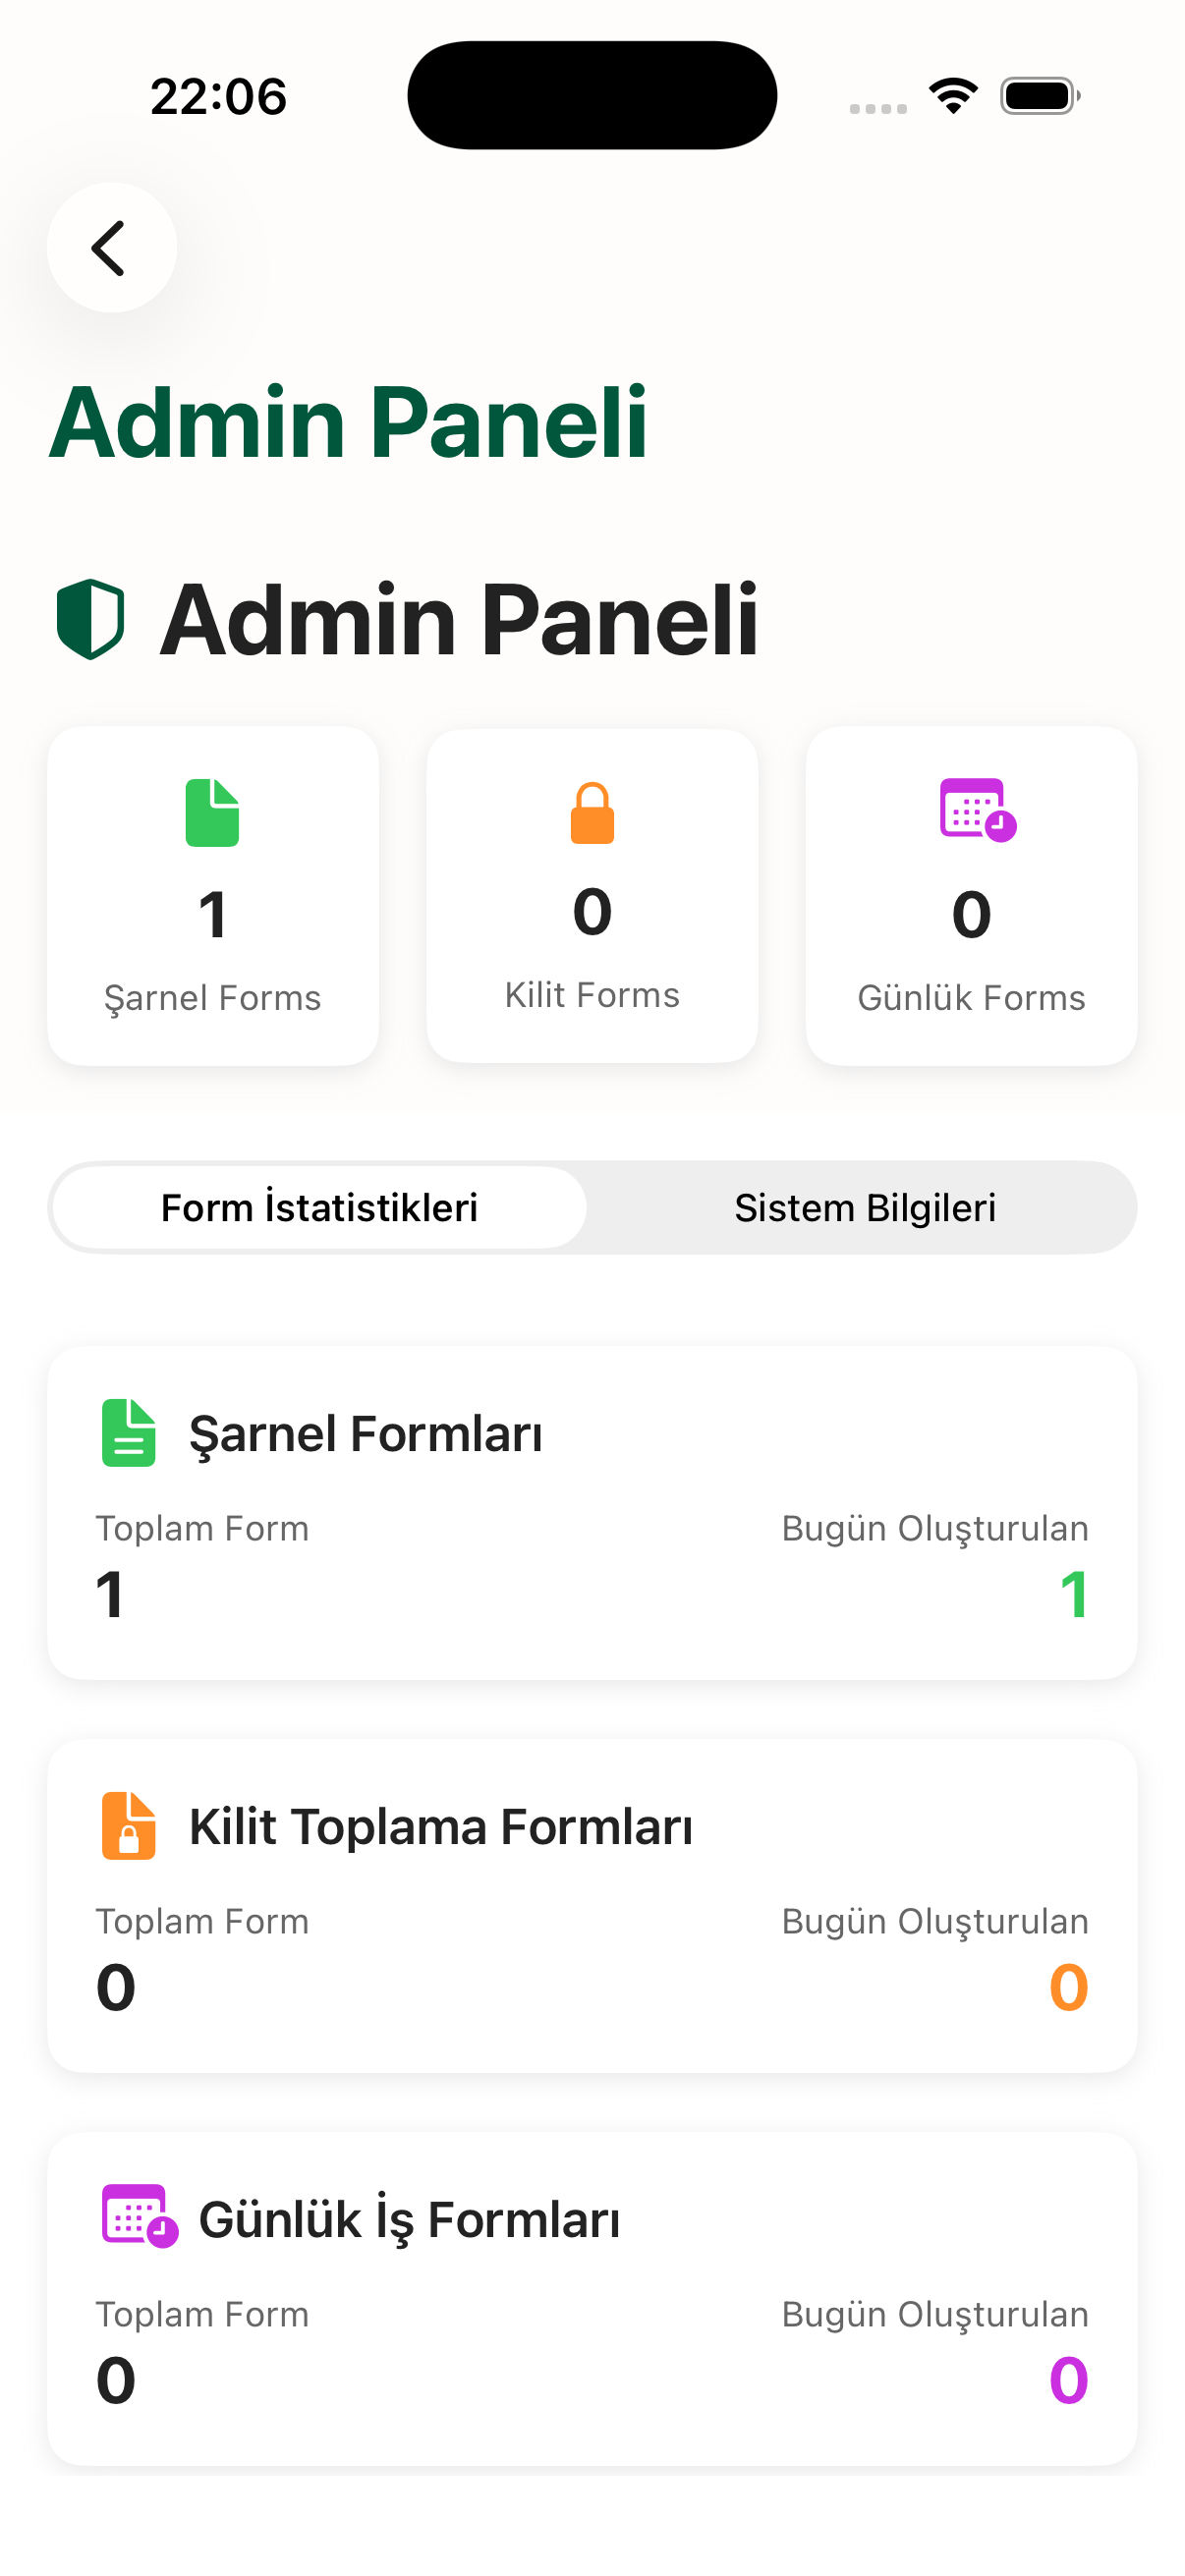 22:06
Admin Paneli
Admin Paneli
1 0 0
Şarnel Forms Kilit Forms Günlük Forms
Form İstatistikleri Sistem Bilgileri
Şarnel Formları
Toplam Form Bugün Oluşturulan
1 1
Kilit Toplama Formları
Toplam Form Bugün Oluşturulan
0 0
Günlük İş Formları
Toplam Form Bugün Oluşturulan
0 0